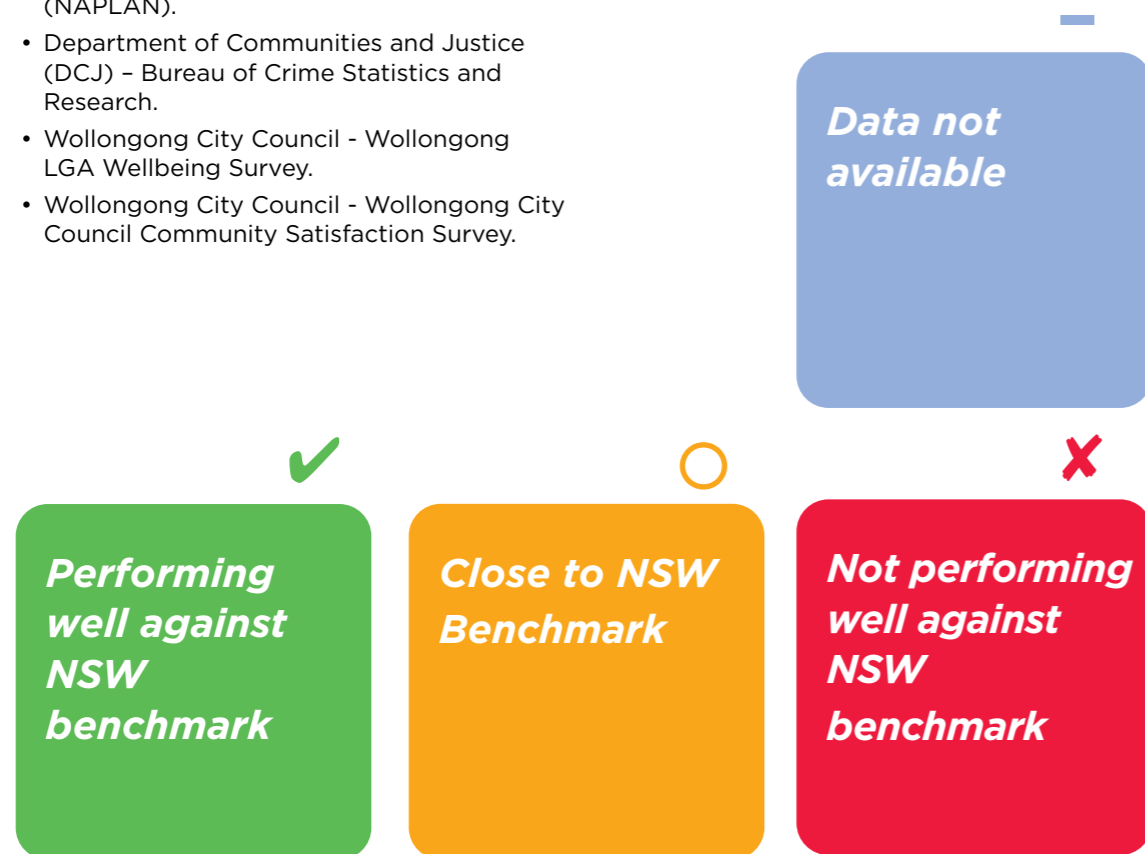 (NAPLAN).
• Department of Communities and Justice
(DCJ) – Bureau of Crime Statistics and
Research.
• Wollongong City Council - Wollongong
LGA Wellbeing Survey.
• Wollongong City Council - Wollongong City
Council Community Satisfaction Survey.
Data not
available
Performing
well against
NSW
benchmark
Close to NSW
Benchmark
Not performing
well against
NSW
benchmark